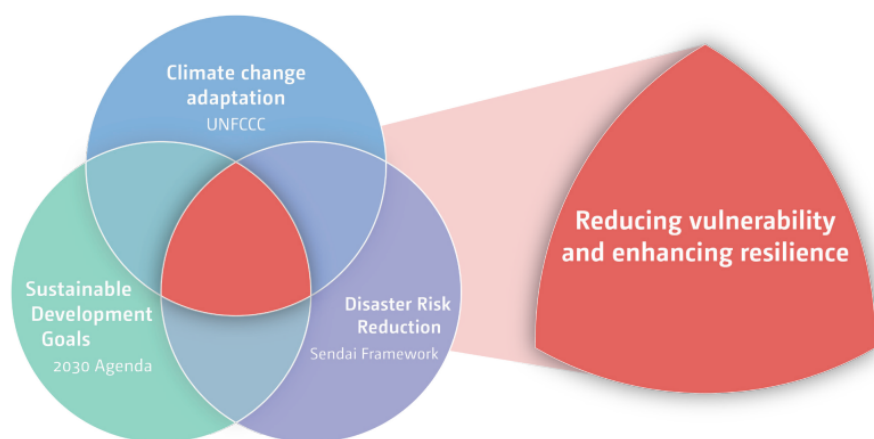 Climate change
adaptation
UNFCCC
Sustainable
Development
Goals
2030 Agenda
Disaster Risk
Reduction
Sendai Framework
Reducing vulnerability
and enhancing resilience